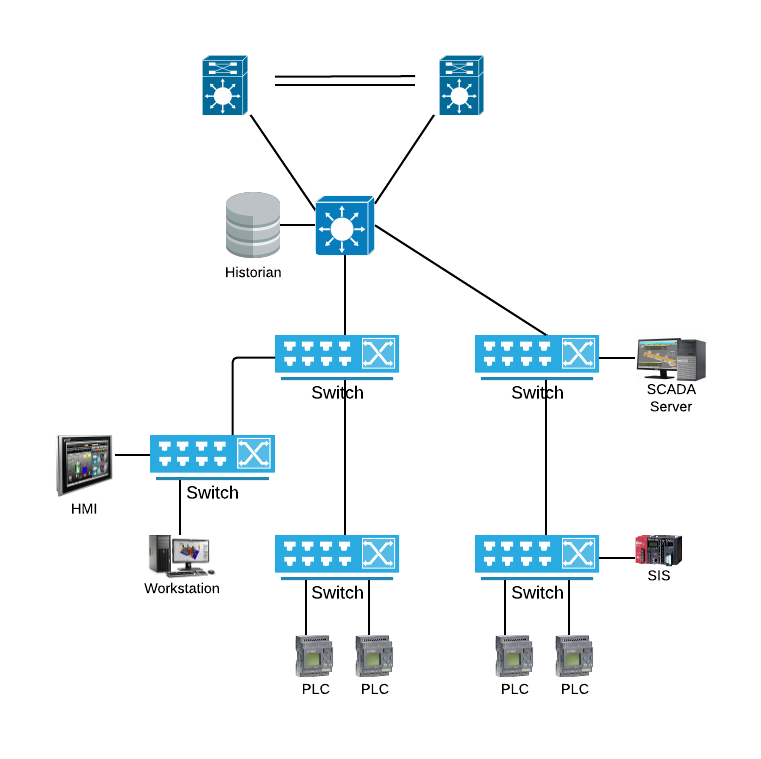 Historian
Switch
Switch
SCADA
Server
Switch
HMI
Workstation
Switch
Switch
SIS
PLC
PLC
PLC
PLC